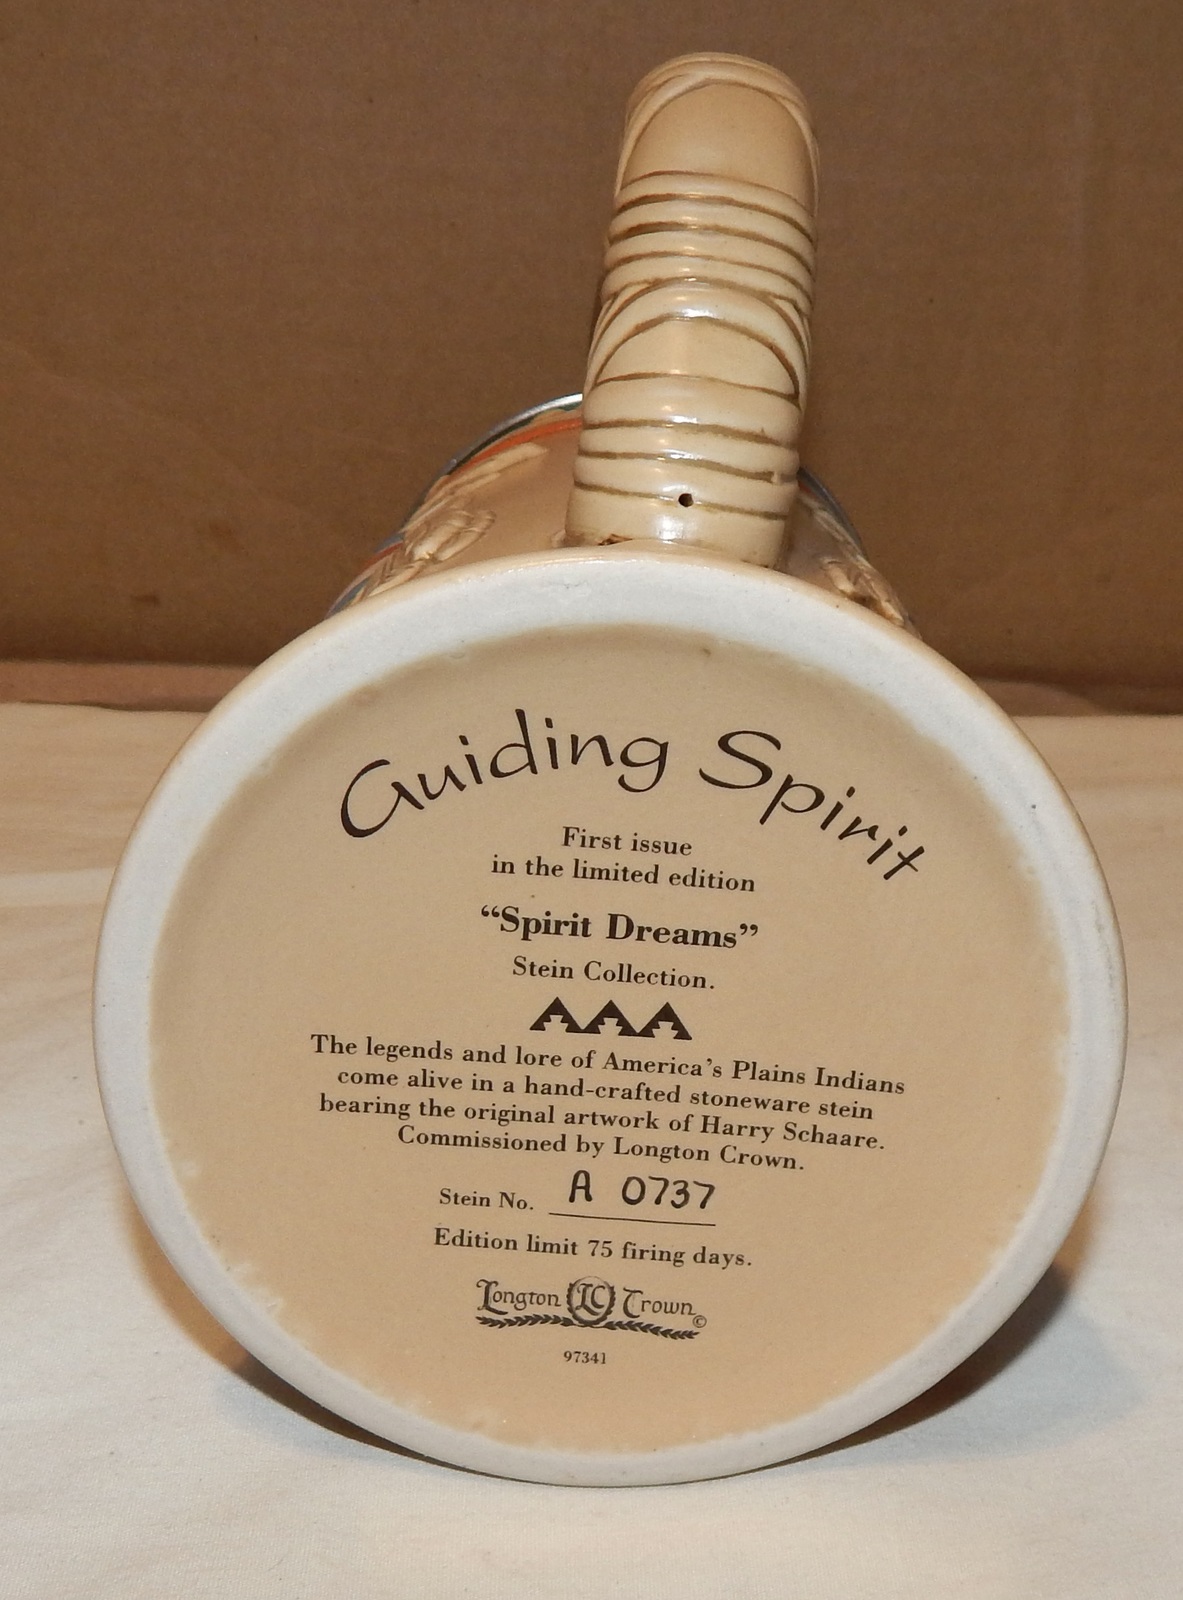 Guiding Spirit
First issue
in the limited edition
“Spirit Dreams”
Stein Collection.
The legends and lore of America's Plains Indians
come alive in a hand-crafted stoneware stein
bearing the original artwork of Harry Schaare.
Commissioned by Longton Crown.
Stein No. A 0737
Edition limit 75 firing days.
Longton LC Crown ©
97341